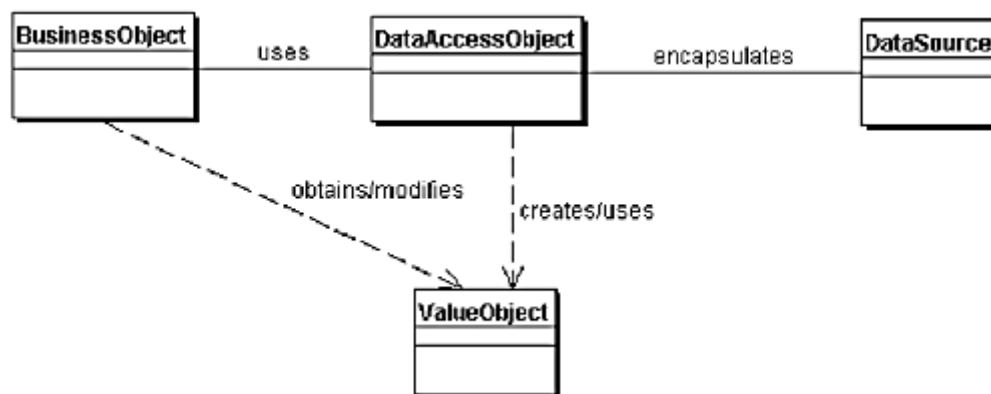 BusinessObject
uses
DataAccessObject
encapsulates
DataSource
obtains/modifies
creates/uses
ValueObject